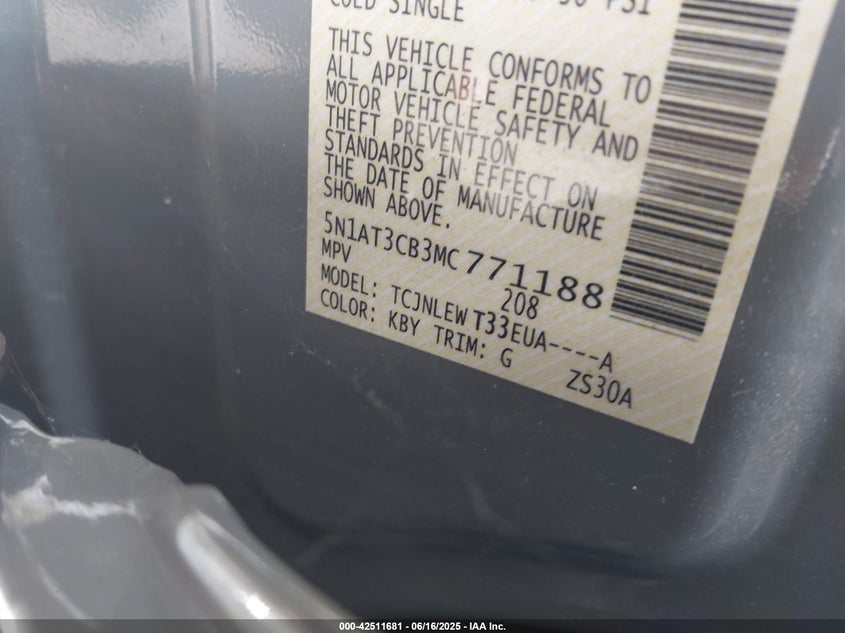 COLD SINGLE
THIS VEHICLE CONFORMS TO
ALL APPLICABLE FEDERAL
MOTOR VEHICLE SAFETY AND
THEFT PREVENTION
STANDARDS IN EFFECT ON
THE DATE OF MANUFACTURE
SHOWN ABOVE.
5N1AT3CB3MC771188
MPV 208
MODEL: TCJNLEWT33EUA----A
COLOR: KBY TRIM: G ZS30A
000-42511681 - 06/16/2025 - IAA Inc.